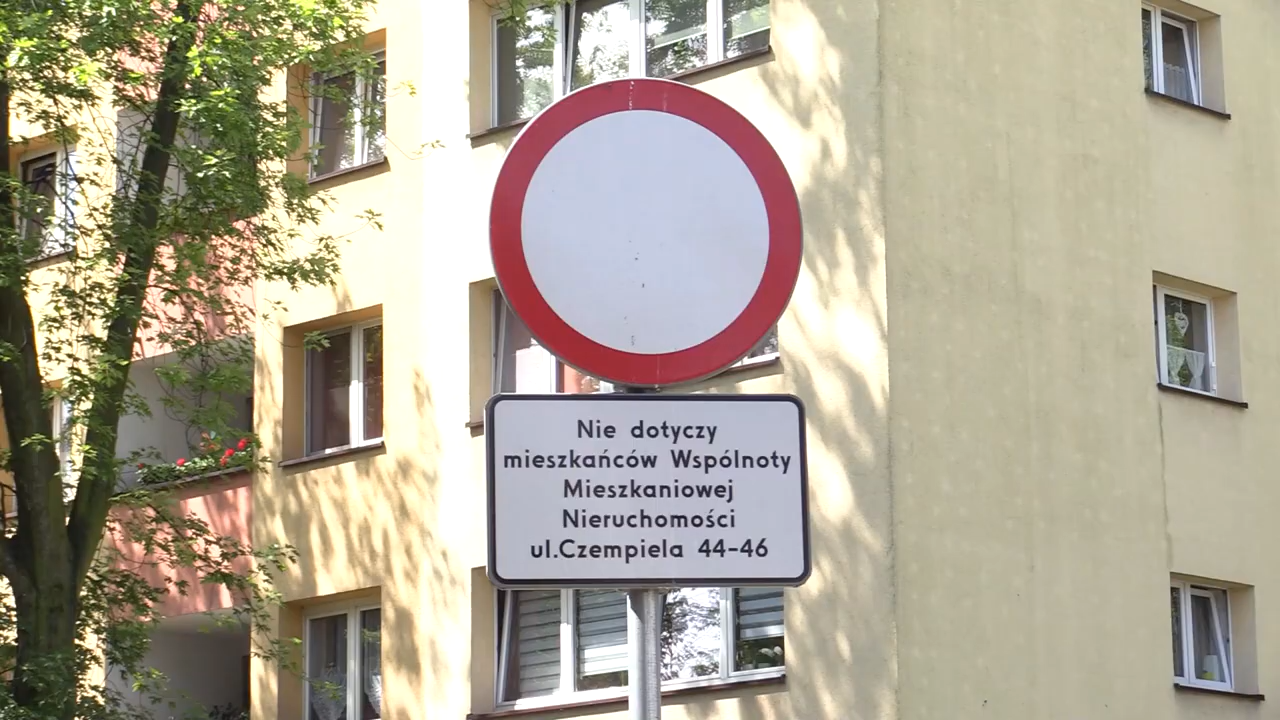 Nie dotyczy
mieszkańców Wspólnoty
Mieszkaniowej
Nieruchomości
ul.Czempiela 44-46